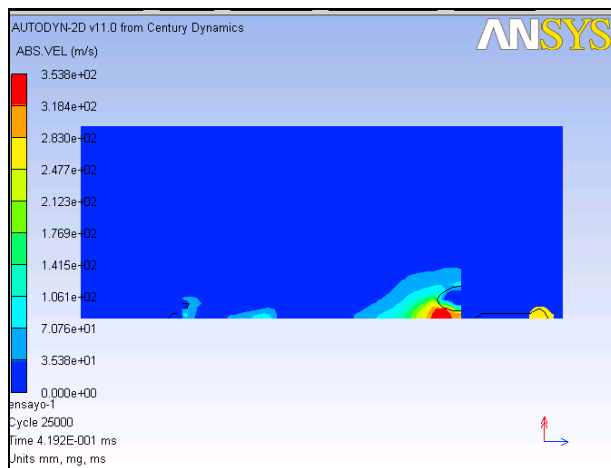 AUTODYN-2D v11.0 from Century Dynamics
ANSYS
ABS.VEL (m/s)
3.538e+02
3.184e+02
2.830e+02
2.477e+02
2.123e+02
1.769e+02
1.415e+02
1.061e+02
7.076e+01
3.538e+01
0.000e+00
ensayo-1
Cycle 25000
Time 4.192E-001 ms
Units mm, mg, ms